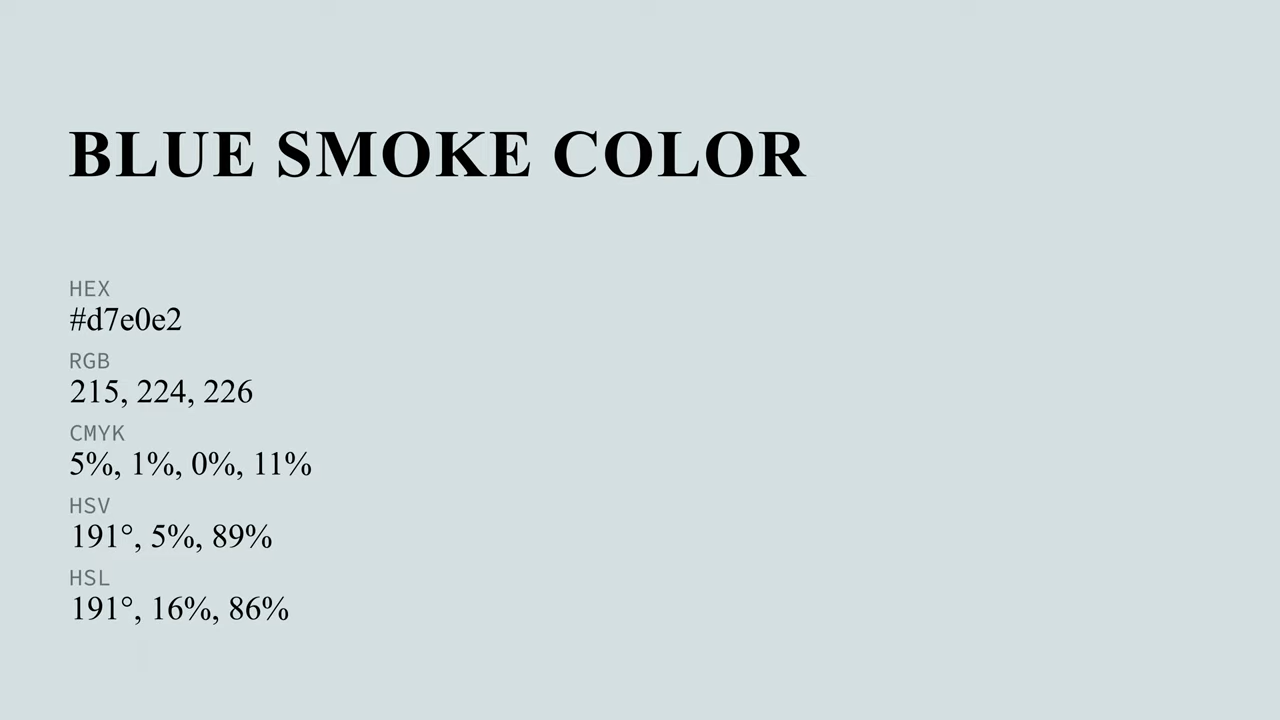 BLUE SMOKE COLOR
HEX
#d7e0e2
RGB
215, 224, 226
CMYK
5%, 1%, 0%, 11%
HSV
191°, 5%, 89%
HSL
191°, 16%, 86%